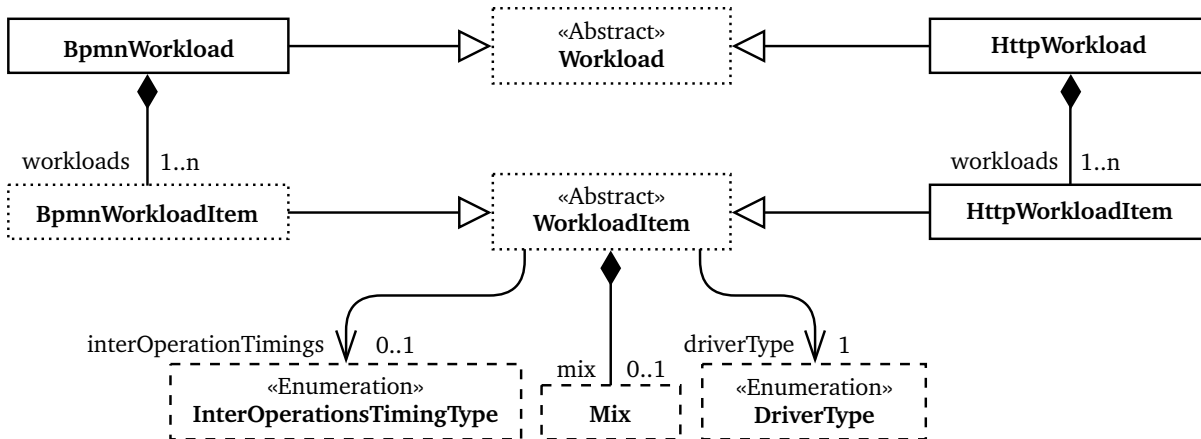 BpmnWorkload
«Abstract»
Workload
HttpWorkload
workloads 1..n
workloads 1..n
BpmnWorkloadItem
«Abstract»
WorkloadItem
HttpWorkloadItem
interOperationTimings 0..1
mix 0..1
driverType 1
«Enumeration»
InterOperationsTimingType
Mix
«Enumeration»
DriverType